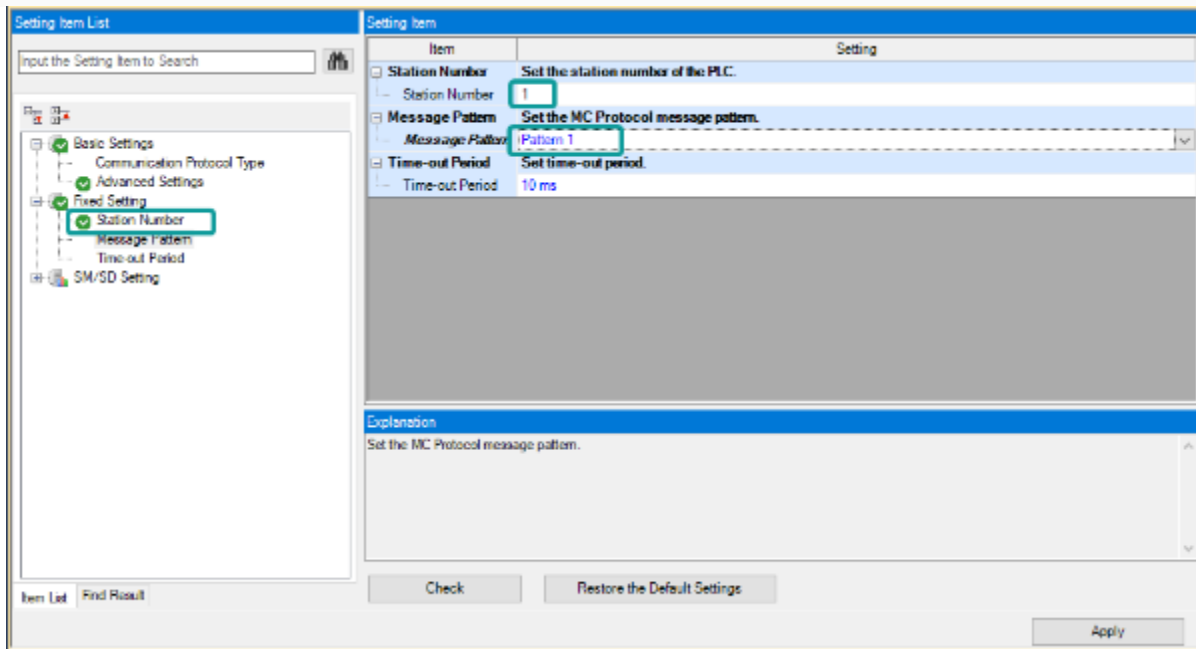 Setting Item List
Input the Setting Item to Search
Basic Settings
Communication Protocol Type
Advanced Settings
Fixed Setting
Station Number
Message Pattern
Time-out Period
SM/SD Setting
Item List
Find Result
Setting Item
Item Setting
Station Number Set the station number of the PLC.
Station Number 1
Message Pattern Set the MC Protocol message pattern.
Message Pattern Pattern 1
Time-out Period Set time-out period.
Time-out Period 10 ms
Explanation
Set the MC Protocol message pattern.
Check
Restore the Default Settings
Apply